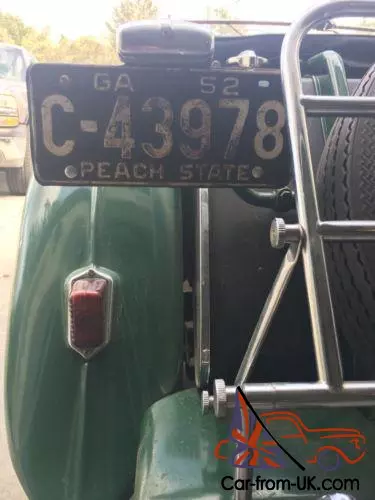 GA 52
C-43978
PEACH STATE
Car-from-UK.com